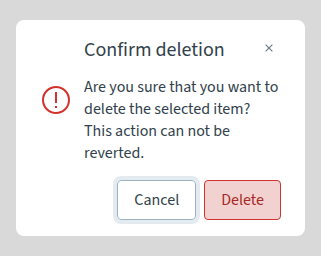 Confirm deletion ×
Are you sure that you want to
delete the selected item?
This action can not be
reverted.
Cancel Delete